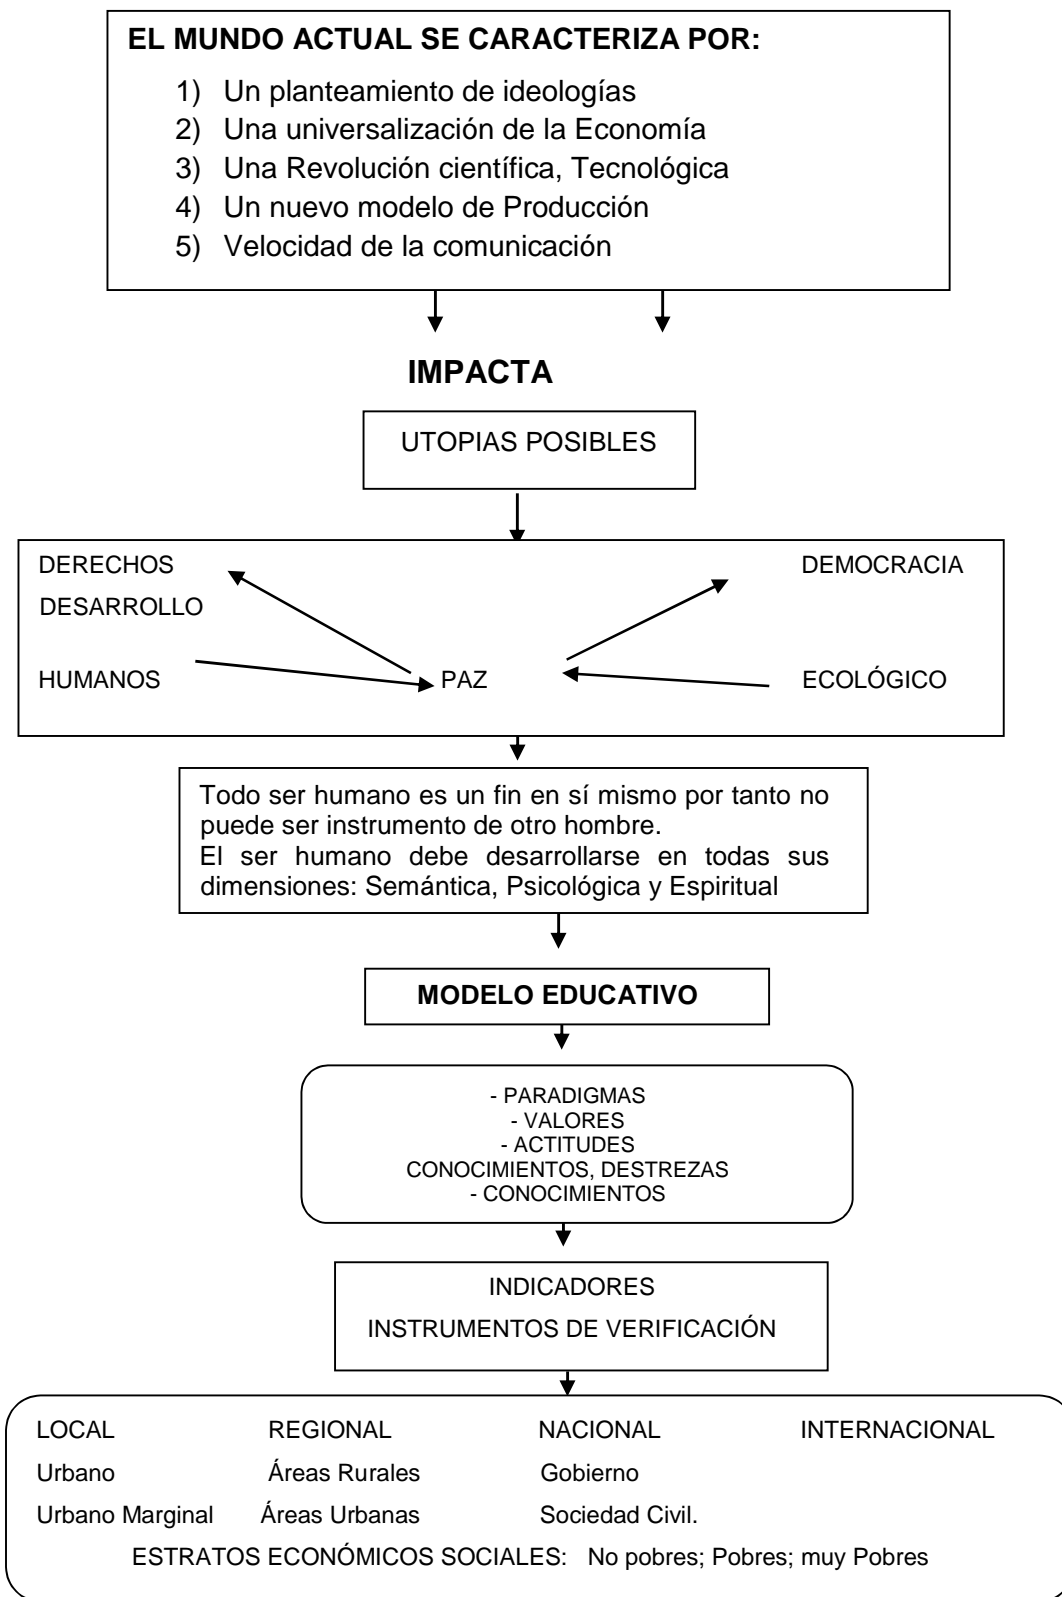 EL MUNDO ACTUAL SE CARACTERIZA POR:
1) Un planteamiento de ideologías
2) Una universalización de la Economía
3) Una Revolución científica, Tecnológica
4) Un nuevo modelo de Producción
5) Velocidad de la comunicación
IMPACTA
UTOPIAS POSIBLES
DERECHOS DEMOCRACIA
DESARROLLO
HUMANOS PAZ ECOLÓGICO
Todo ser humano es un fin en sí mismo por tanto no
puede ser instrumento de otro hombre.
El ser humano debe desarrollarse en todas sus
dimensiones: Semántica, Psicológica y Espiritual
MODELO EDUCATIVO
- PARADIGMAS
- VALORES
- ACTITUDES
CONOCIMIENTOS, DESTREZAS
- CONOCIMIENTOS
INDICADORES
INSTRUMENTOS DE VERIFICACIÓN
LOCAL REGIONAL NACIONAL INTERNACIONAL
Urbano Áreas Rurales Gobierno
Urbano Marginal Áreas Urbanas Sociedad Civil.
ESTRATOS ECONÓMICOS SOCIALES: No pobres; Pobres; muy Pobres